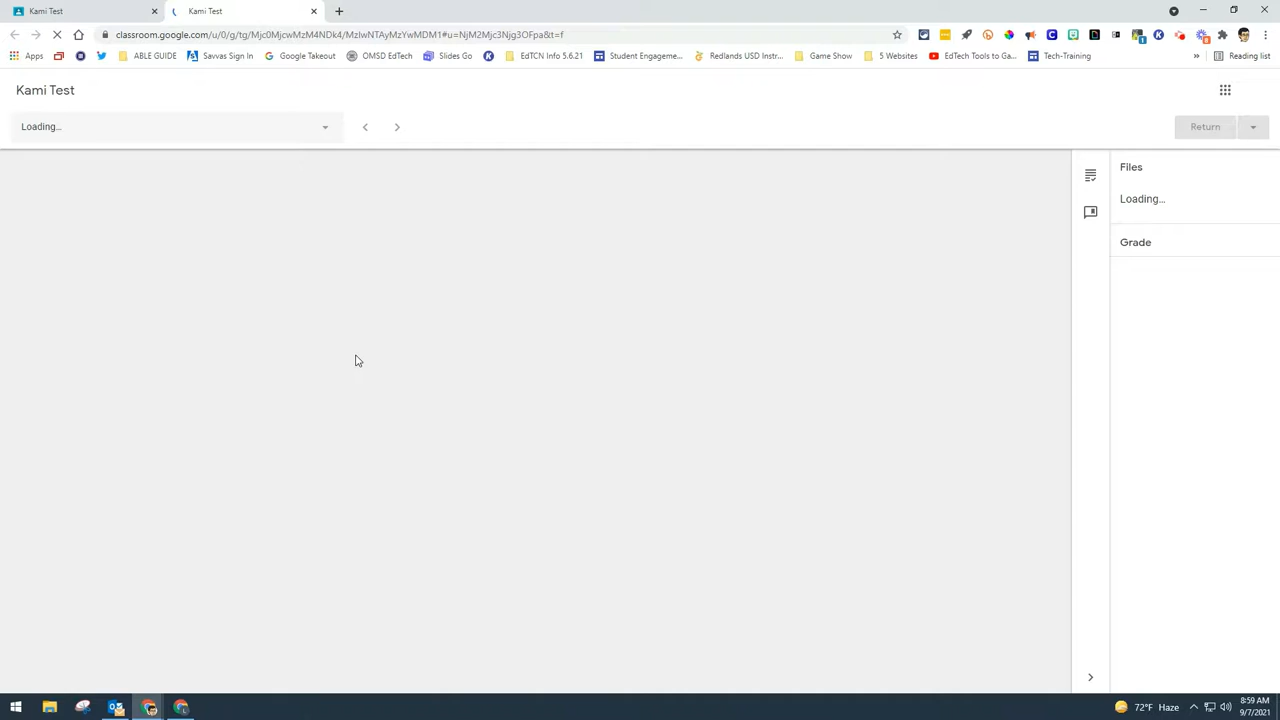 Kami Test
Kami Test
classroom.google.com/u/0/g/tg/Mjc0MjcwMzM4NDk4/MzIwNTAyMzYwMDM1#u=NjM2Mjc3Njg3OFpa&t=f
Apps
ABLE GUIDE
Savvas Sign In
Google Takeout
OMSD EdTech
Slides Go
EdTCN Info 5.6.21
Student Engageme...
Redlands USD Instr...
Game Show
5 Websites
EdTech Tools to Ga...
Tech-Training
»
Reading list
Kami Test
Loading...
Return
Files
Loading...
Grade
72°F Haze
8:59 AM
9/7/2021